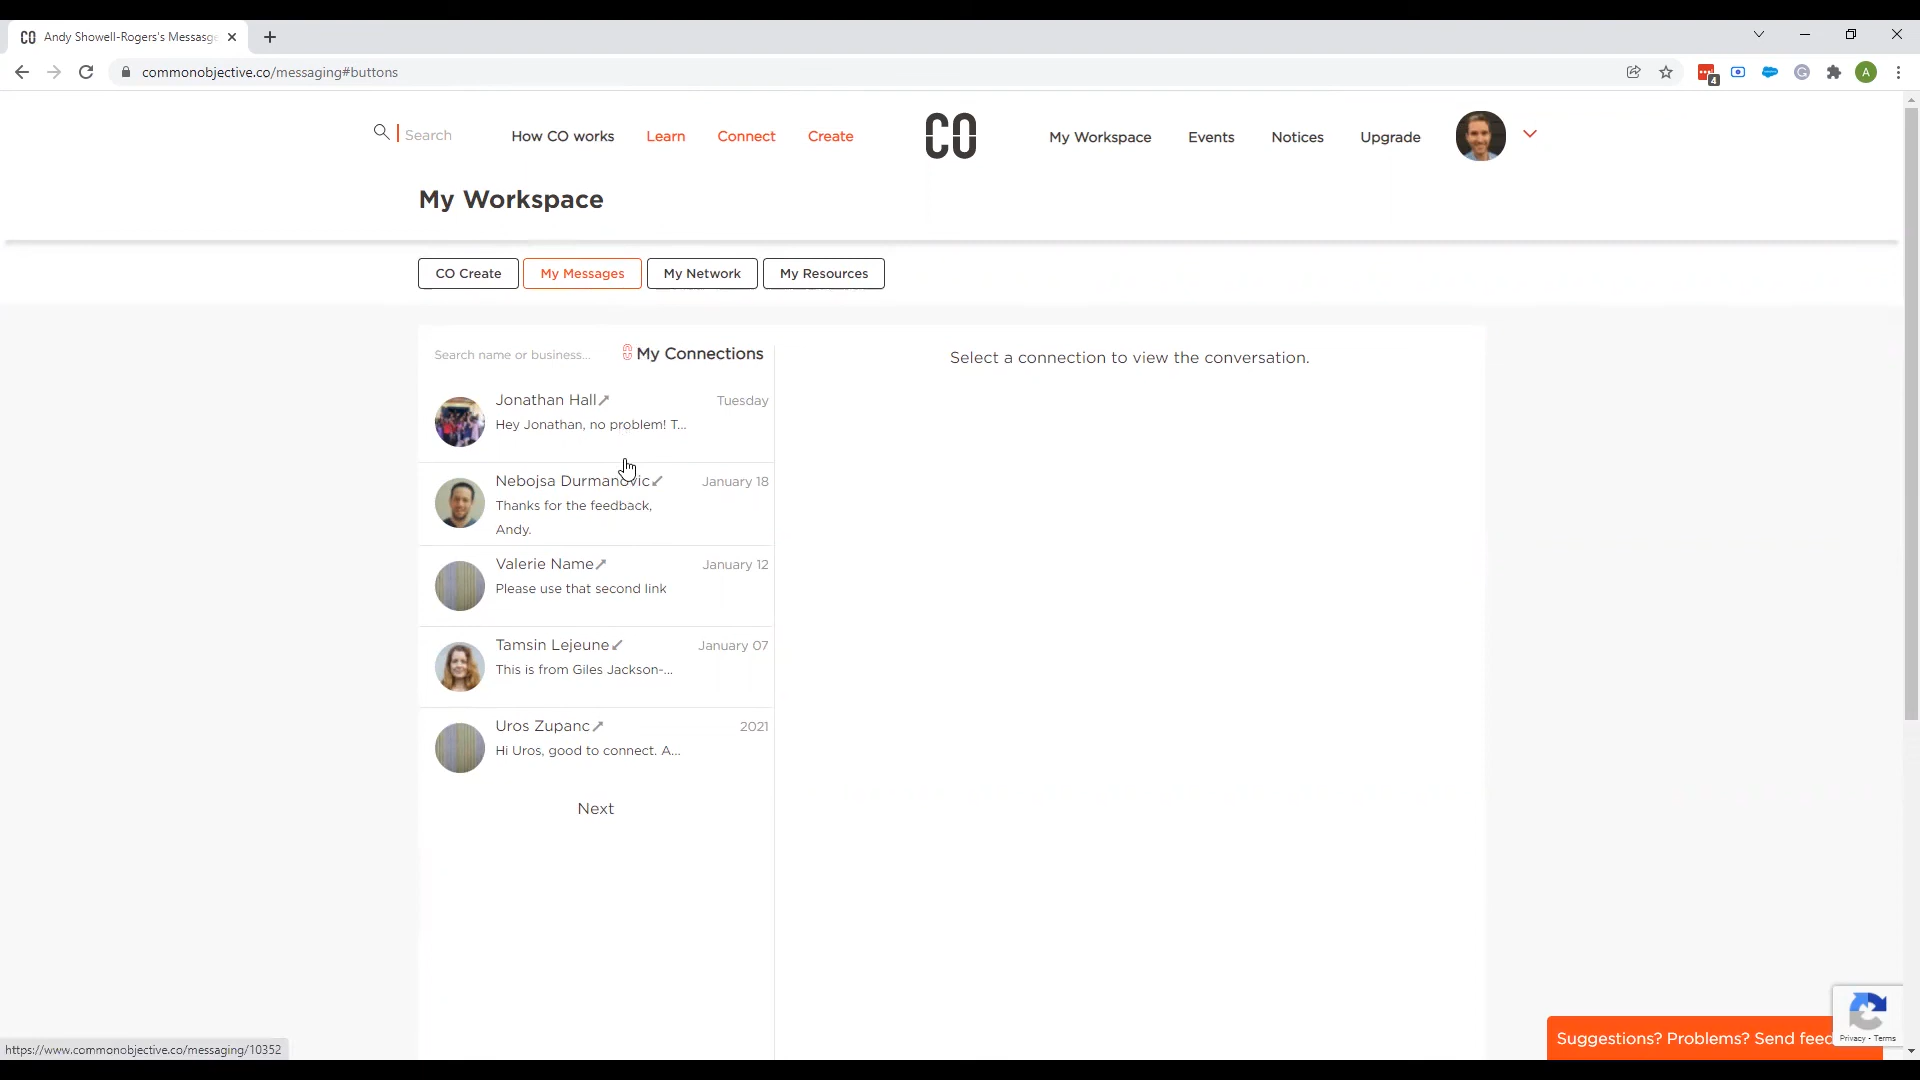 CO Andy Showell-Rogers's Messasge
commonobjective.co/messaging#buttons
4
A
Search
How CO works
Learn
Connect
Create
CO
My Workspace
Events
Notices
Upgrade
My Workspace
CO Create
My Messages
My Network
My Resources
Search name or business...
My Connections
Select a connection to view the conversation.
Jonathan Hall
Tuesday
Hey Jonathan, no problem! T...
Nebojsa Durmanovic
January 18
Thanks for the feedback,
Andy.
Valerie Name
January 12
Please use that second link
Tamsin Lejeune
January 07
This is from Giles Jackson-...
Uros Zupanc
2021
Hi Uros, good to connect. A...
Next
Suggestions? Problems? Send feed
Privacy - Terms
https://www.commonobjective.co/messaging/10352